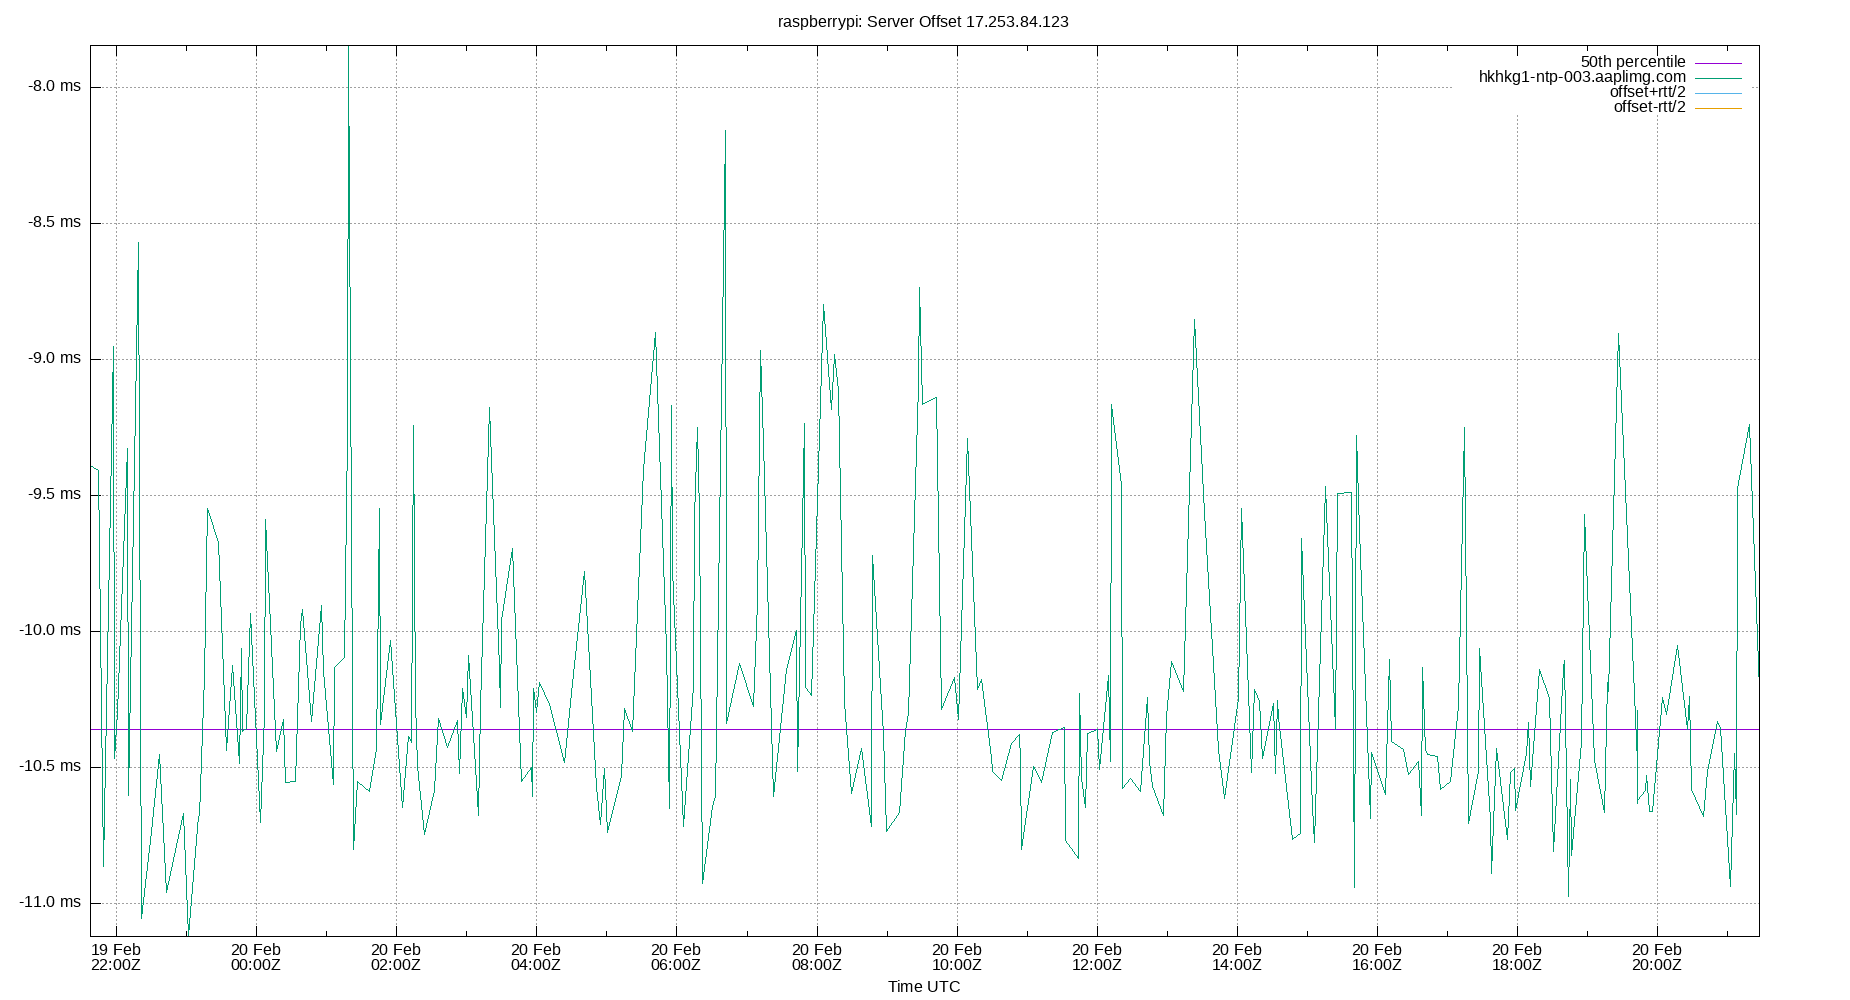 raspberrypi: Server Offset 17.253.84.123
50th percentile
hkhkg1-ntp-003.aaplimg.com
offset+rtt/2
offset-rtt/2
-8.0 ms
-8.5 ms
-9.0 ms
-9.5 ms
-10.0 ms
-10.5 ms
-11.0 ms
19 Feb 20 Feb 20 Feb 20 Feb 20 Feb 20 Feb 20 Feb 20 Feb 20 Feb 20 Feb 20 Feb 20 Feb
22:00Z 00:00Z 02:00Z 04:00Z 06:00Z 08:00Z 10:00Z 12:00Z 14:00Z 16:00Z 18:00Z 20:00Z
Time UTC